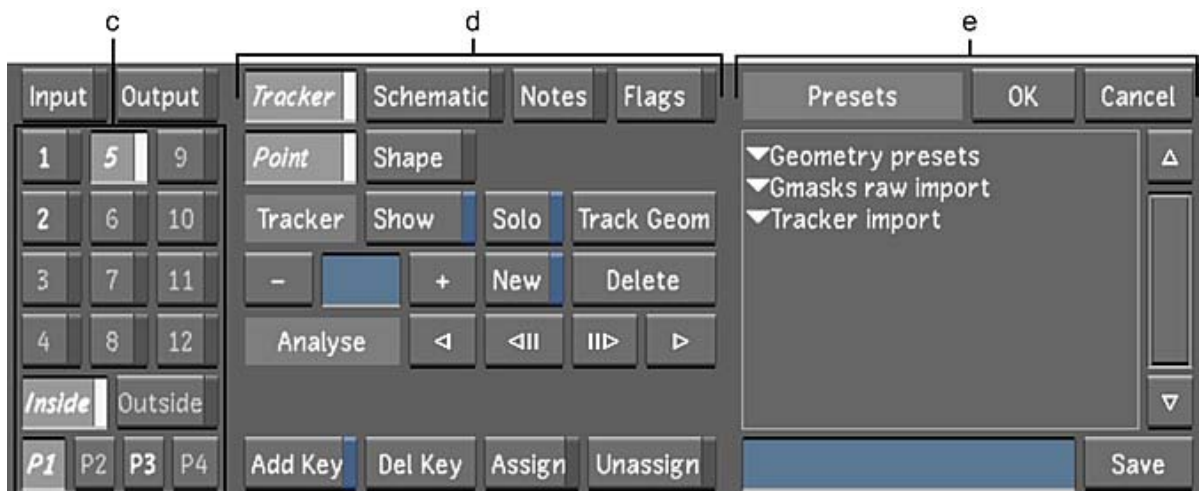 c d e
Input Output Tracker Schematic Notes Flags Presets OK Cancel
1 5 9 Point Shape Geometry presets
Gmasks raw import
2 6 10 Tracker Show Solo Track Geom Tracker import
3 7 11 - + New Delete
4 8 12 Analyse
Inside Outside
P1 P2 P3 P4 Add Key Del Key Assign Unassign Save